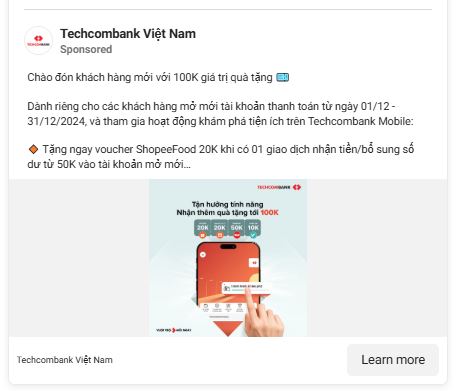 Techcombank Việt Nam
Sponsored
Chào đón khách hàng mới với 100K giá trị quà tặng
Dành riêng cho các khách hàng mở mới tài khoản thanh toán từ ngày 01/12 -
31/12/2024, và tham gia hoạt động khám phá tiện ích trên Techcombank Mobile:
Tặng ngay voucher ShopeeFood 20K khi có 01 giao dịch nhận tiền/bổ sung số
dư từ 50K vào tài khoản mở mới...
TECHCOMBANK
Tận hưởng tính năng
Nhận thêm quà tặng tới 100K
20K 20K 50K 10K
Techcombank Việt Nam
Learn more